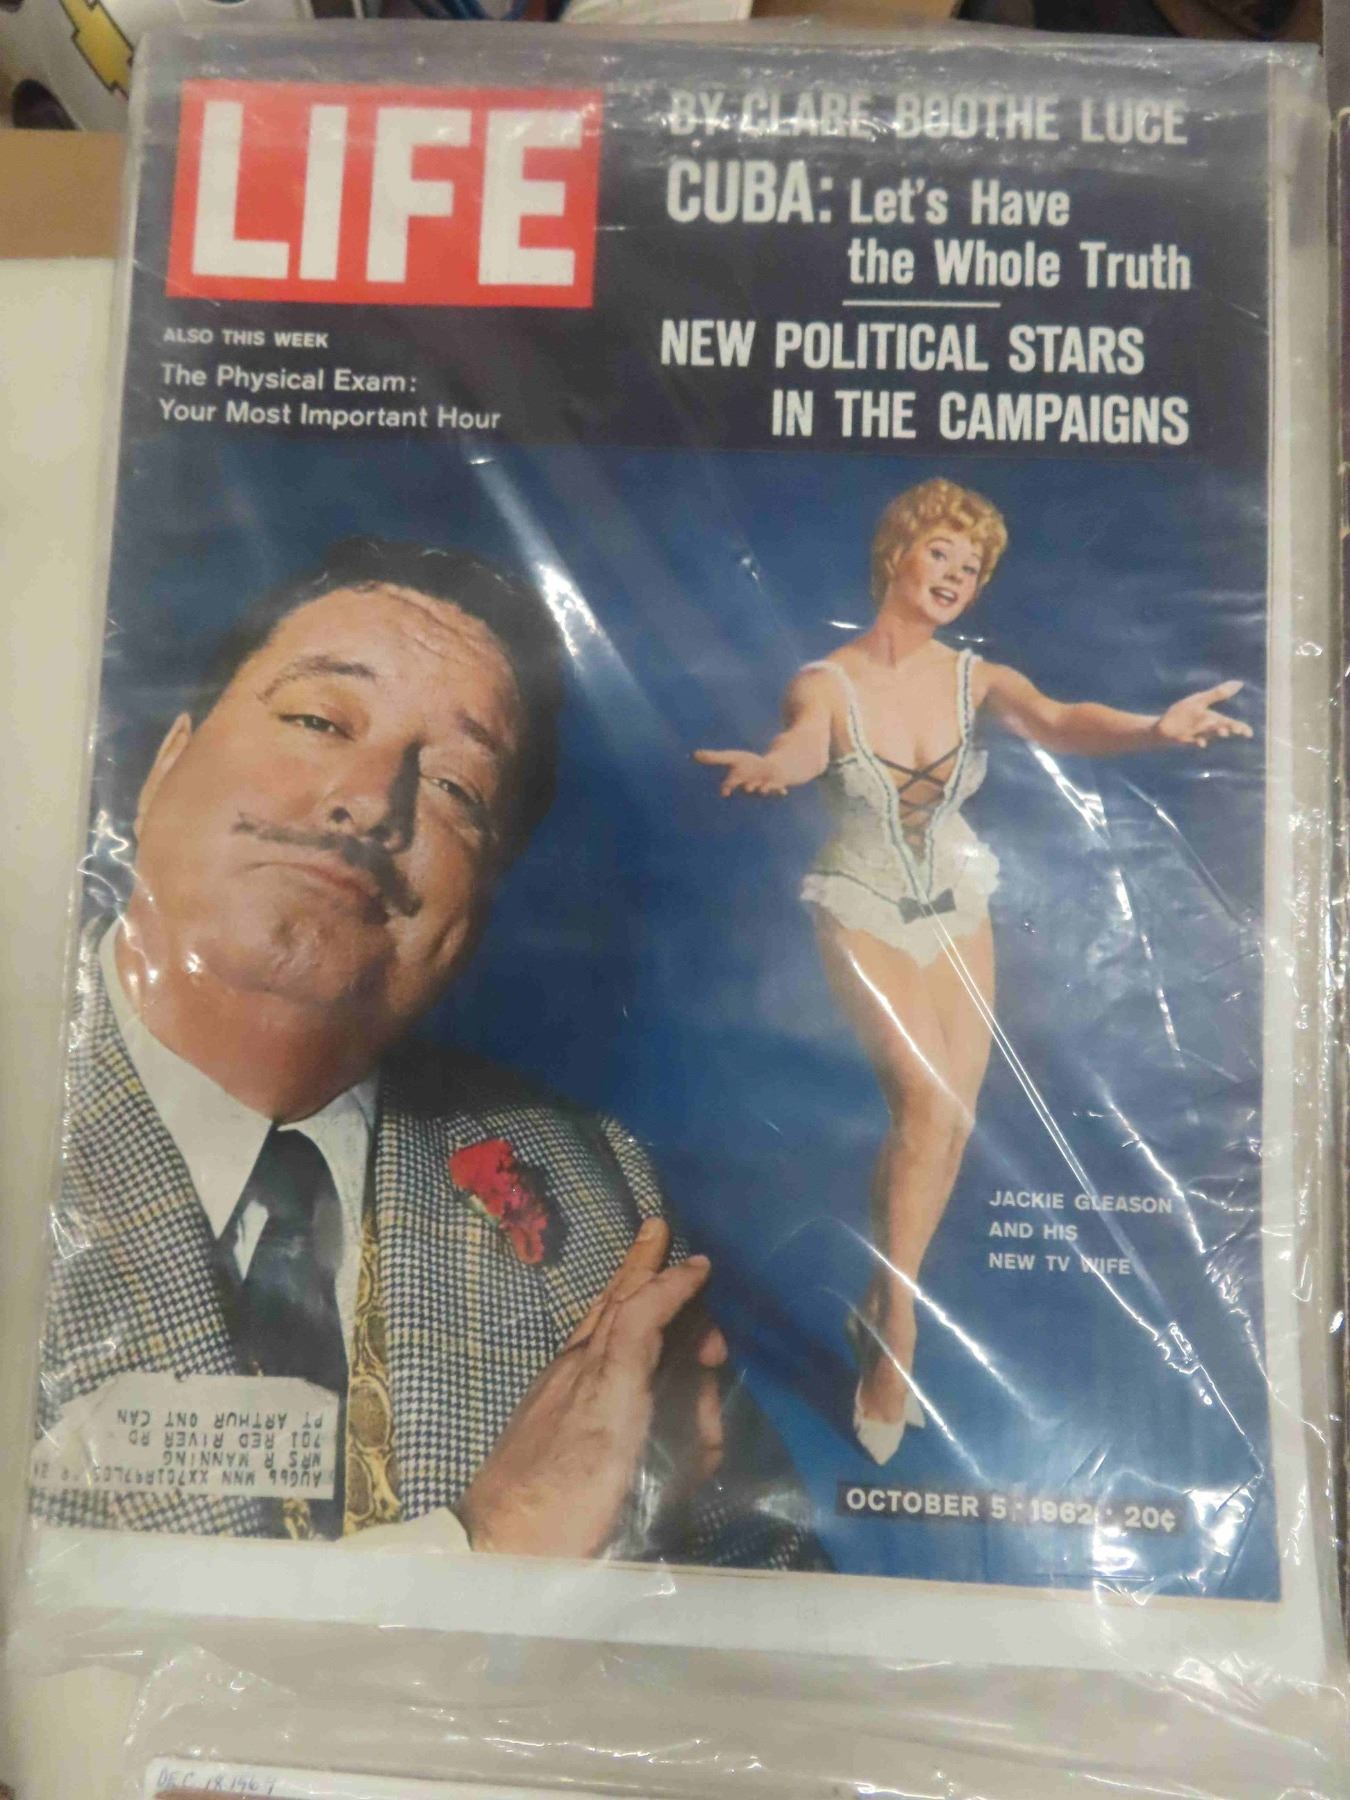 LIFE
BY CLARE BOOTHE LUCE
CUBA: Let's Have
the Whole Truth
NEW POLITICAL STARS
IN THE CAMPAIGNS
ALSO THIS WEEK
The Physical Exam:
Your Most Important Hour
JACKIE GLEASON
AND HIS
NEW TV WIFE
OCTOBER 5 · 1962 · 20¢
MRS R MANNING
701 RED RIVER RD
PT ARTHUR ONT CAN